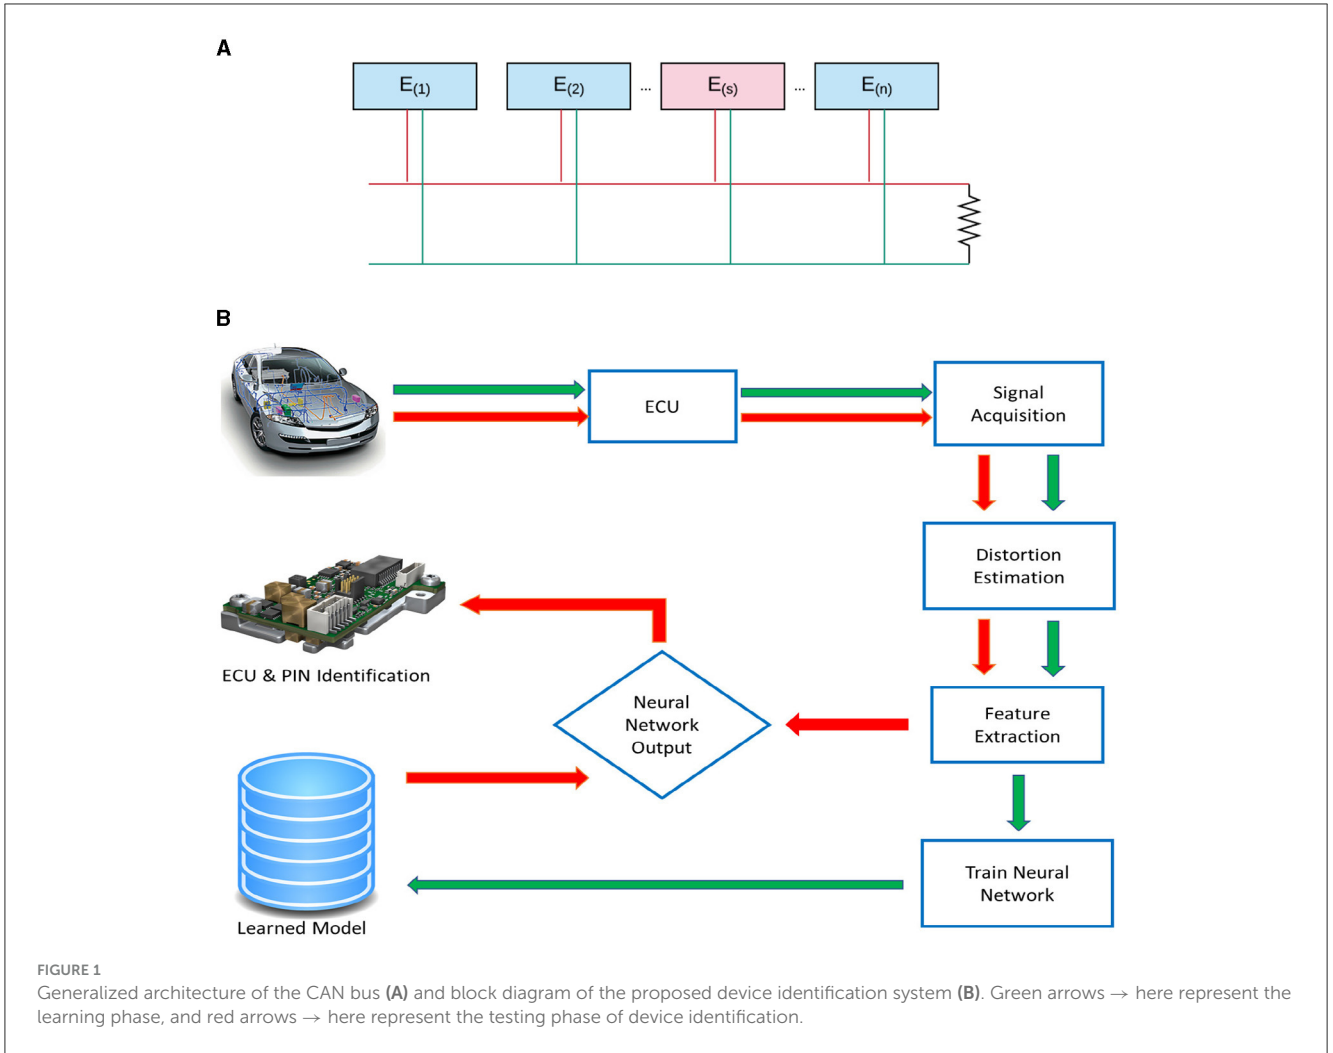 A
E(1)
E(2)
...
E(s)
...
E(n)
B
ECU
Signal
Acquisition
Distortion
Estimation
ECU & PIN Identification
Neural
Network
Output
Feature
Extraction
Train Neural
Network
Learned Model
FIGURE 1
Generalized architecture of the CAN bus (A) and block diagram of the proposed device identification system (B). Green arrows → here represent the
learning phase, and red arrows → here represent the testing phase of device identification.